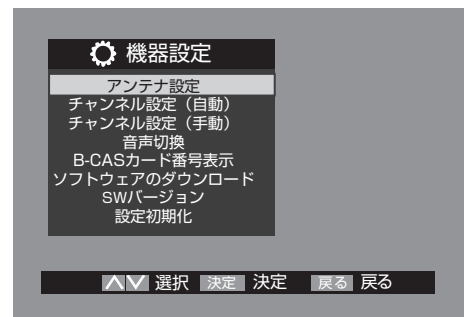 機器設定
アンテナ設定
チャンネル設定（自動）
チャンネル設定（手動）
音声切換
B-CASカード番号表示
ソフトウェアのダウンロード
SWバージョン
設定初期化
選択 決定 決定 戻る 戻る